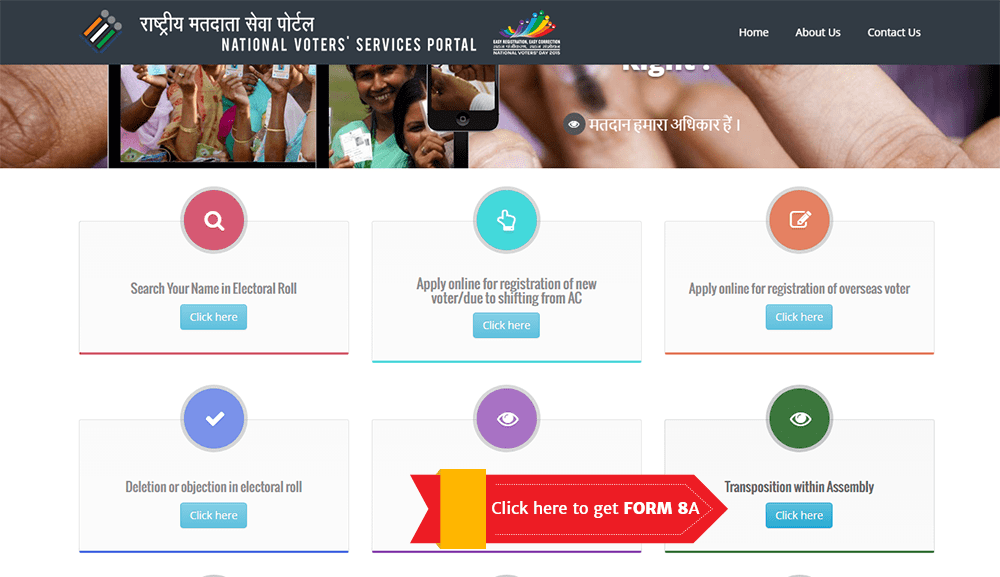 राष्ट्रीय मतदाता सेवा पोर्टल
NATIONAL VOTERS' SERVICES PORTAL
EASY REGISTRATION, EASY CORRECTION
NATIONAL VOTERS' DAY 2015
Home About Us Contact Us
मतदान हमारा अधिकार हें ।
Search Your Name in Electoral Roll
Click here
Apply online for registration of new
voter/due to shifting from AC
Click here
Apply online for registration of overseas voter
Click here
Deletion or objection in electoral roll
Click here
Click here to get FORM 8A
Transposition within Assembly
Click here